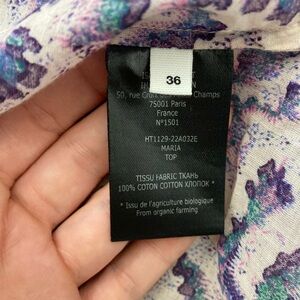 36
50, rue Croix des Petits Champs
75001 Paris
France
N°1501
HT1129-22A032E
MARIA
TOP
TISSU FABRIC ТКАНЬ
100% COTON COTTON ХЛОПОК *
* Issu de l'agriculture biologique
From organic farming